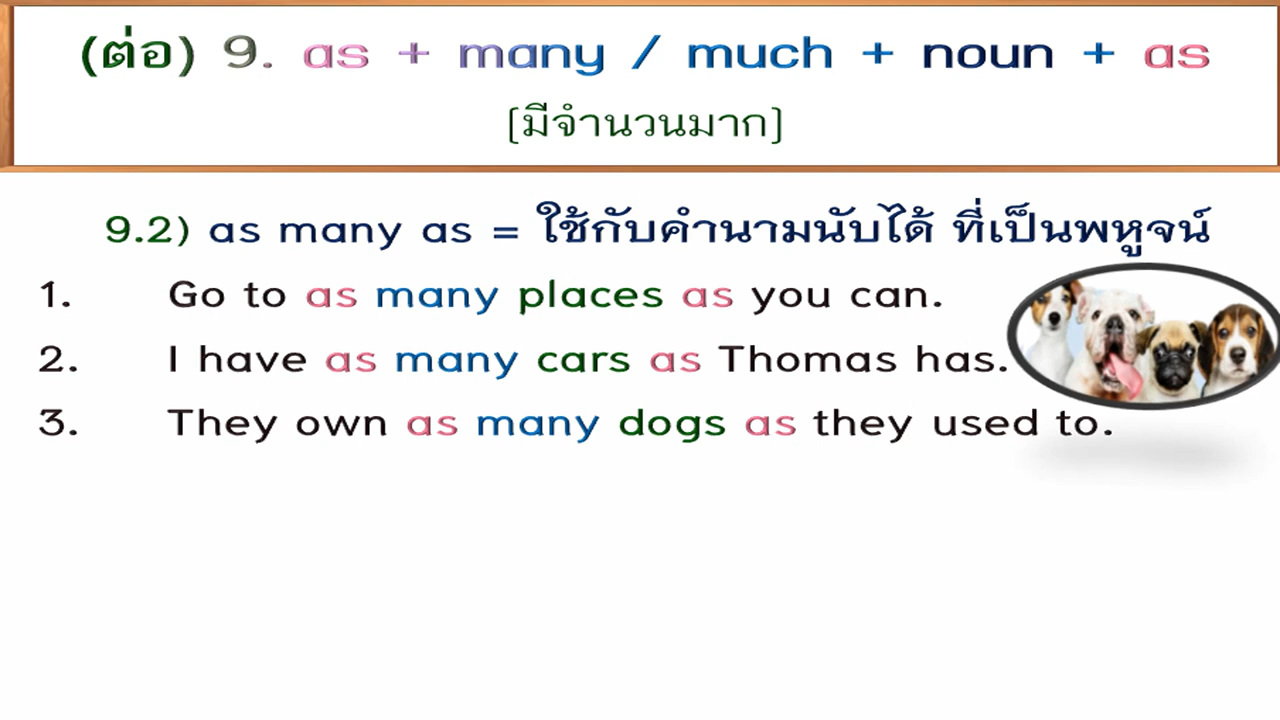 (ต่อ) 9. as + many / much + noun + as
[มีจำนวนมาก]
9.2) as many as = ใช้กับคำนามนับได้ ที่เป็นพหูจน์
1. Go to as many places as you can.
2. I have as many cars as Thomas has.
3. They own as many dogs as they used to.